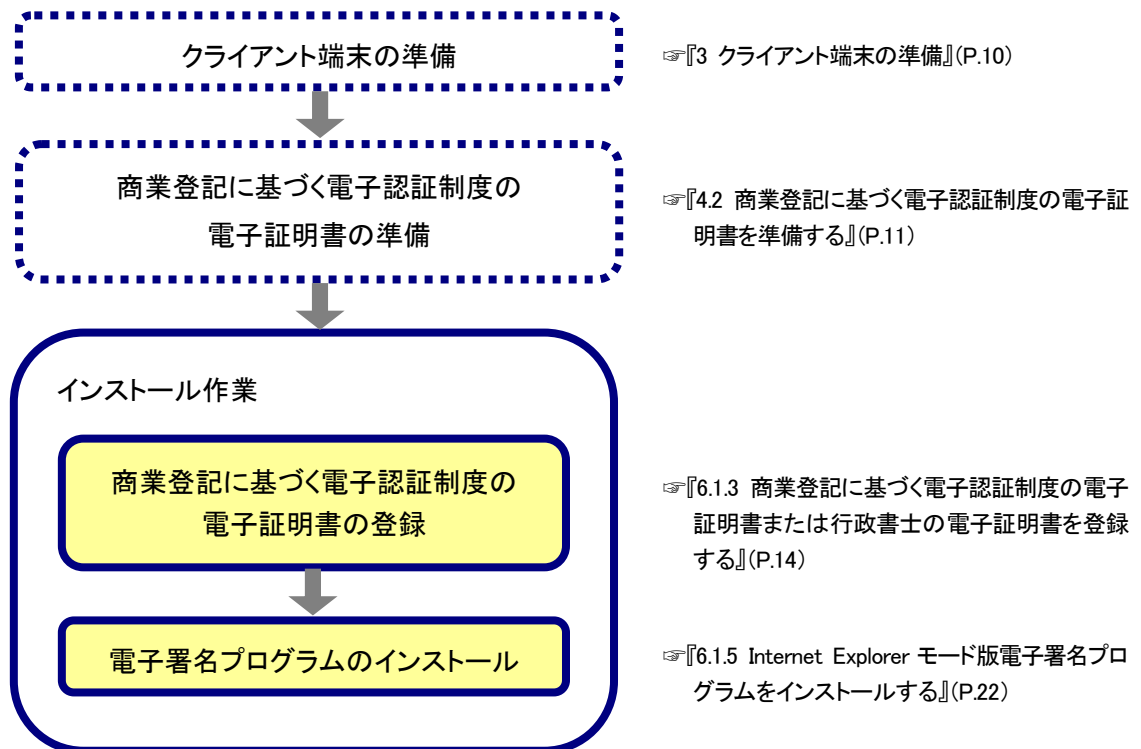 クライアント端末の準備
☞『3 クライアント端末の準備』(P.10)
商業登記に基づく電子認証制度の
電子証明書の準備
☞『4.2 商業登記に基づく電子認証制度の電子証
明書を準備する』(P.11)
インストール作業
商業登記に基づく電子認証制度の
電子証明書の登録
☞『6.1.3 商業登記に基づく電子認証制度の電子
証明書または行政書士の電子証明書を登録
する』(P.14)
電子署名プログラムのインストール
☞『6.1.5 Internet Explorer モード版電子署名プロ
グラムをインストールする』(P.22)